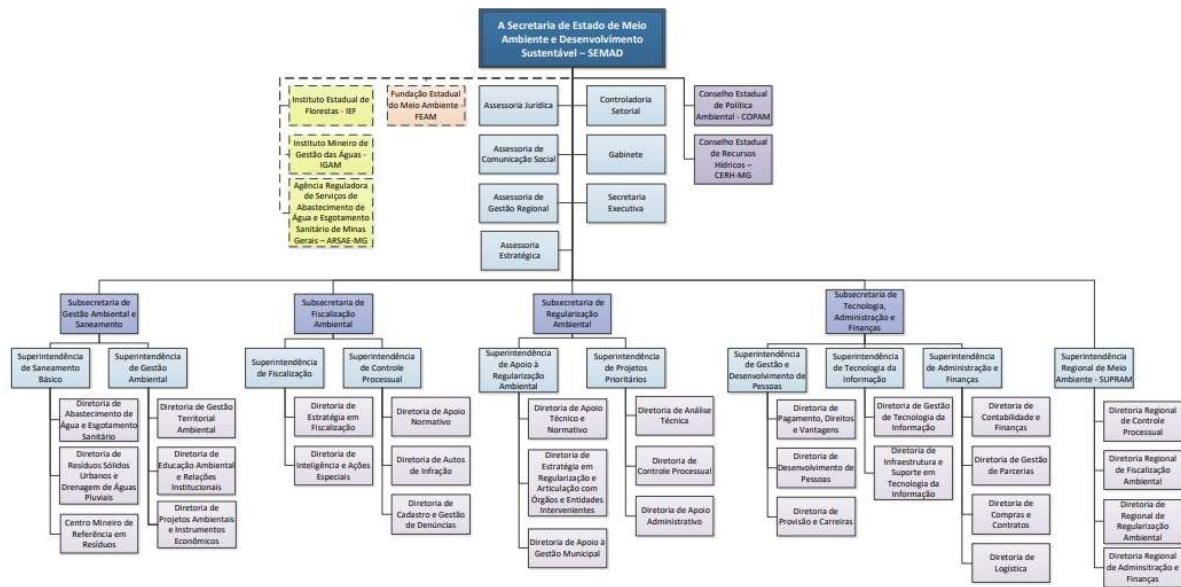 A Secretaria de Estado de Meio
Ambiente e Desenvolvimento
Sustentável – SEMAD
Instituto Estadual de
Florestas - IEF
Fundação Estadual
do Meio Ambiente -
FEAM
Assessoria Jurídica
Controladoria
Setorial
Conselho Estadual
de Política
Ambiental - COPAM
Instituto Mineiro de
Gestão das Águas -
IGAM
Assessoria de
Comunicação Social
Gabinete
Conselho Estadual
de Recursos
Hídricos –
CERH-MG
Agência Reguladora
de Serviços de
Abastecimento de
Água e Esgotamento
Sanitário de Minas
Gerais – ARSAE-MG
Assessoria de
Gestão Regional
Secretaria
Executiva
Assessoria
Estratégica
Subsecretaria de
Gestão Ambiental e
Saneamento
Subsecretaria de
Fiscalização
Ambiental
Subsecretaria de
Regularização
Ambiental
Subsecretaria de
Tecnologia,
Administração e
Finanças
Superintendência
de Saneamento
Básico
Superintendência
de Gestão
Ambiental
Superintendência
de Fiscalização
Superintendência
de Controle
Processual
Superintendência
de Apoio à
Regularização
Ambiental
Superintendência
de Projetos
Prioritários
Superintendência
de Gestão e
Desenvolvimento de
Pessoas
Superintendência
de Tecnologia da
Informação
Superintendência
de Administração e
Finanças
Superintendência
Regional de Meio
Ambiente - SUPRAM
Diretoria de
Abastecimento de
Água e Esgotamento
Sanitário
Diretoria de
Resíduos Sólidos
Urbanos e
Drenagem de Águas
Pluviais
Centro Mineiro de
Referência em
Resíduos
Diretoria de Gestão
Territorial
Ambiental
Diretoria de
Educação Ambiental
e Relações
Institucionais
Diretoria de
Projetos Ambientais
e Instrumentos
Econômicos
Diretoria de
Estratégia em
Fiscalização
Diretoria de
Inteligência e Ações
Especiais
Diretoria de Apoio
Normativo
Diretoria de Autos
de Infração
Diretoria de
Cadastro e Gestão
de Denúncias
Diretoria de Apoio
Técnico e
Normativo
Diretoria de
Estratégia em
Regularização e
Articulação com
Órgãos e Entidades
Intervenientes
Diretoria de Apoio à
Gestão Municipal
Diretoria de Análise
Técnica
Diretoria de
Controle Processual
Diretoria de Apoio
Administrativo
Diretoria de
Pagamento, Direitos
e Vantagens
Diretoria de
Desenvolvimento de
Pessoas
Diretoria de
Provisão e Carreiras
Diretoria de Gestão
de Tecnologia da
Informação
Diretoria de
Infraestrutura e
Suporte em
Tecnologia da
Informação
Diretoria de
Contabilidade e
Finanças
Diretoria de Gestão
de Parcerias
Diretoria de
Compras e
Contratos
Diretoria de
Logística
Diretoria Regional
de Controle
Processual
Diretoria Regional
de Fiscalização
Ambiental
Diretoria de
Regional de
Regularização
Ambiental
Diretoria Regional
de Adminsitração e
Finanças